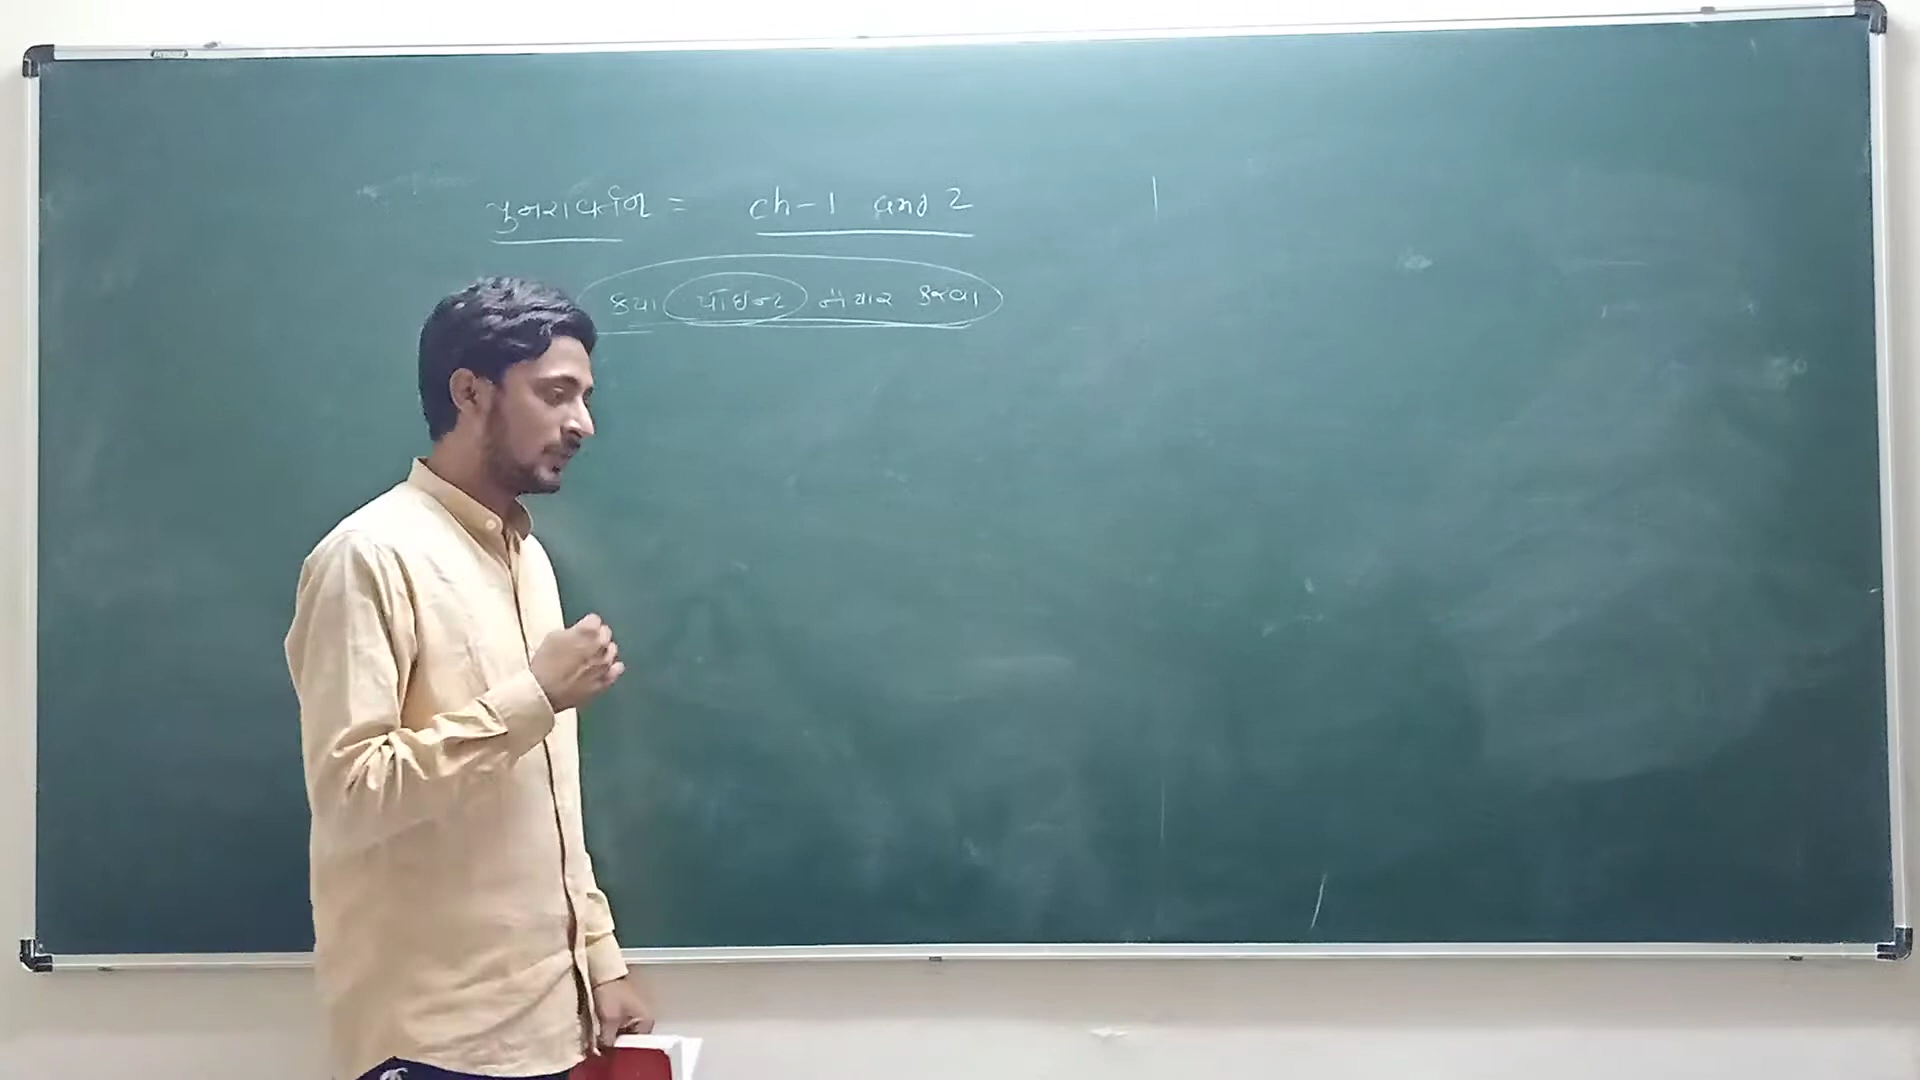 પુનરાવર્તન = ch-1 and 2
કયા પોઇન્ટ તૈયાર કરવા